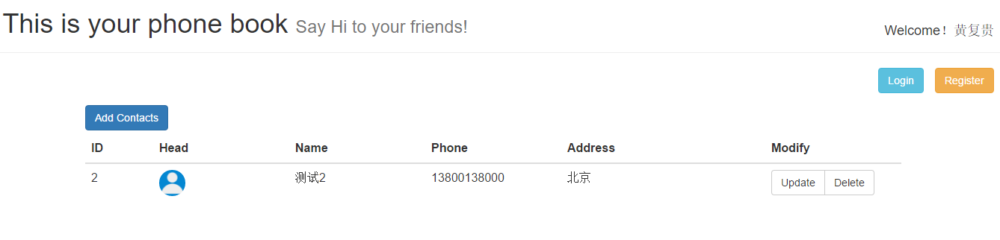 This is your phone book Say Hi to your friends!
Welcome！黄复贵
Login Register
Add Contacts
ID Head Name Phone Address Modify
2 测试2 13800138000 北京 Update Delete